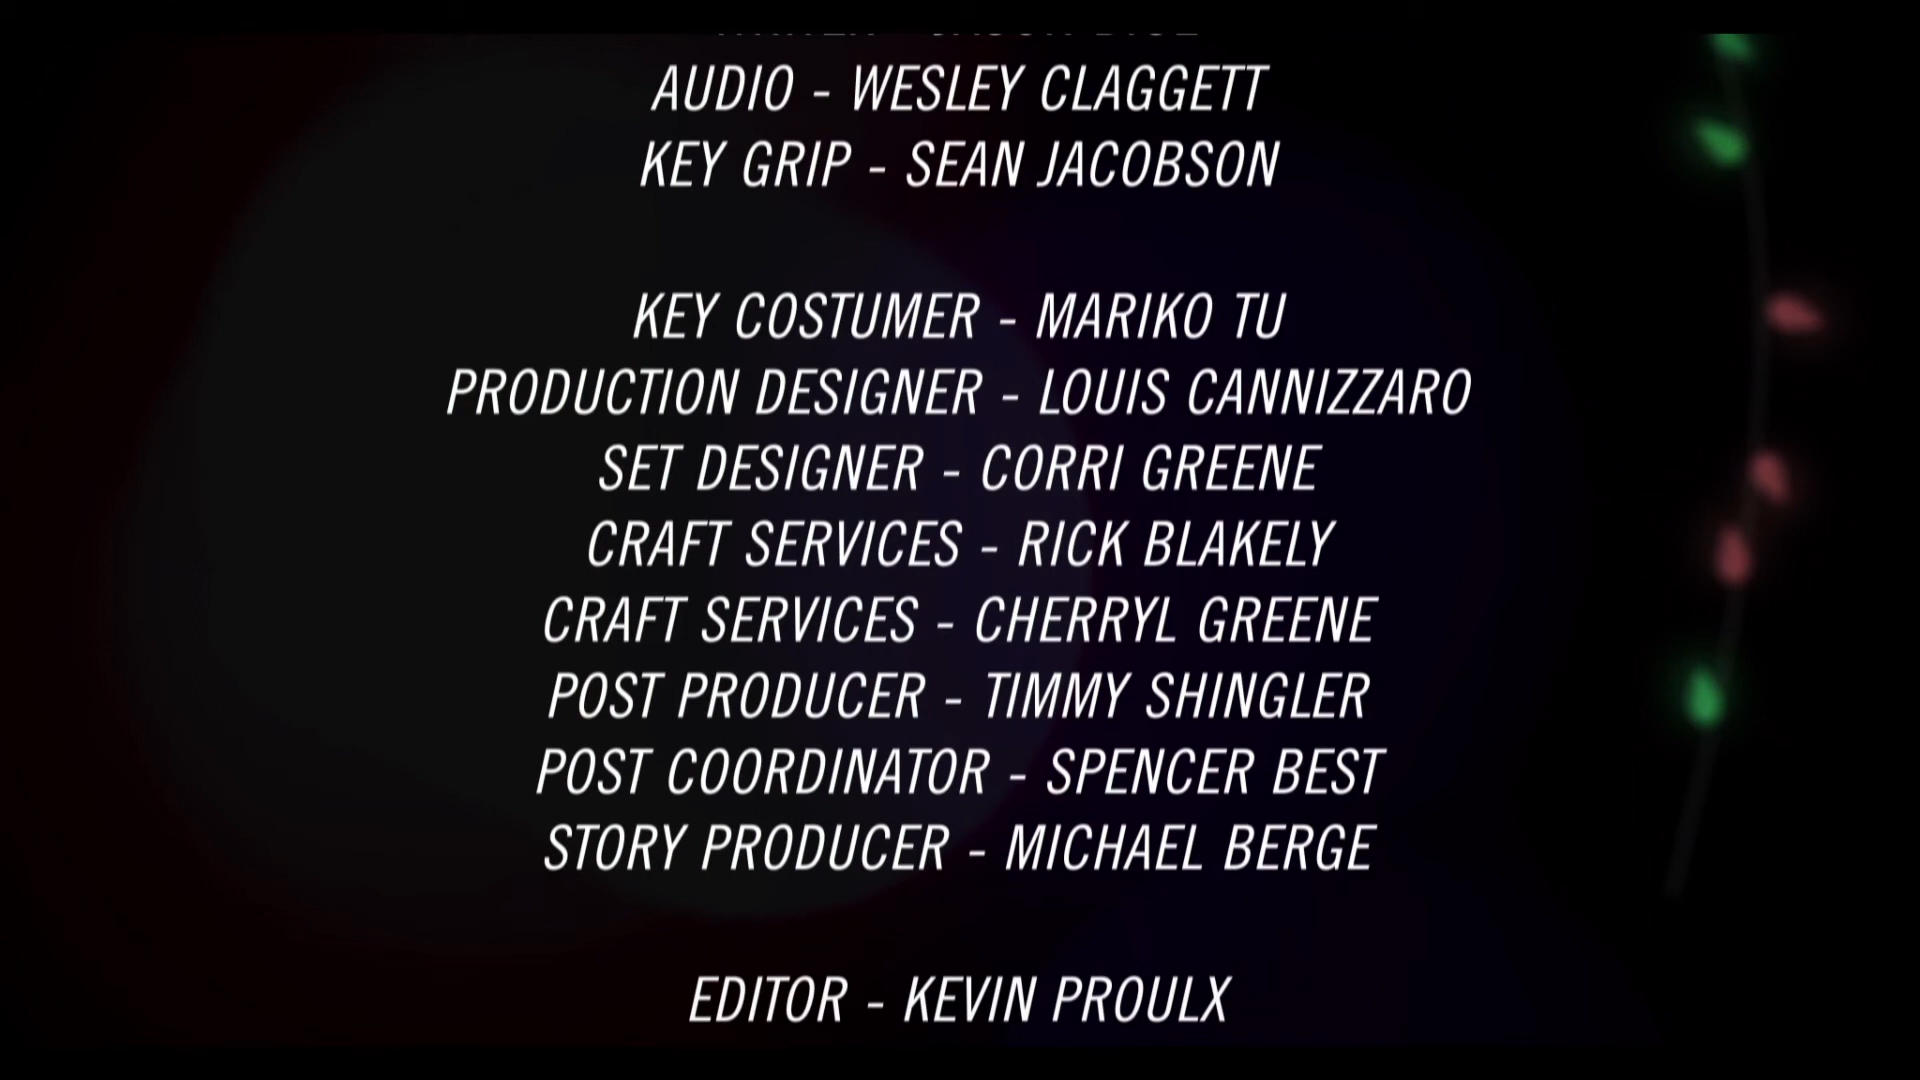 AUDIO - WESLEY CLAGGETT
KEY GRIP - SEAN JACOBSON
KEY COSTUMER - MARIKO TU
PRODUCTION DESIGNER - LOUIS CANNIZZARO
SET DESIGNER - CORRI GREENE
CRAFT SERVICES - RICK BLAKELY
CRAFT SERVICES - CHERRYL GREENE
POST PRODUCER - TIMMY SHINGLER
POST COORDINATOR - SPENCER BEST
STORY PRODUCER - MICHAEL BERGE
EDITOR - KEVIN PROULX